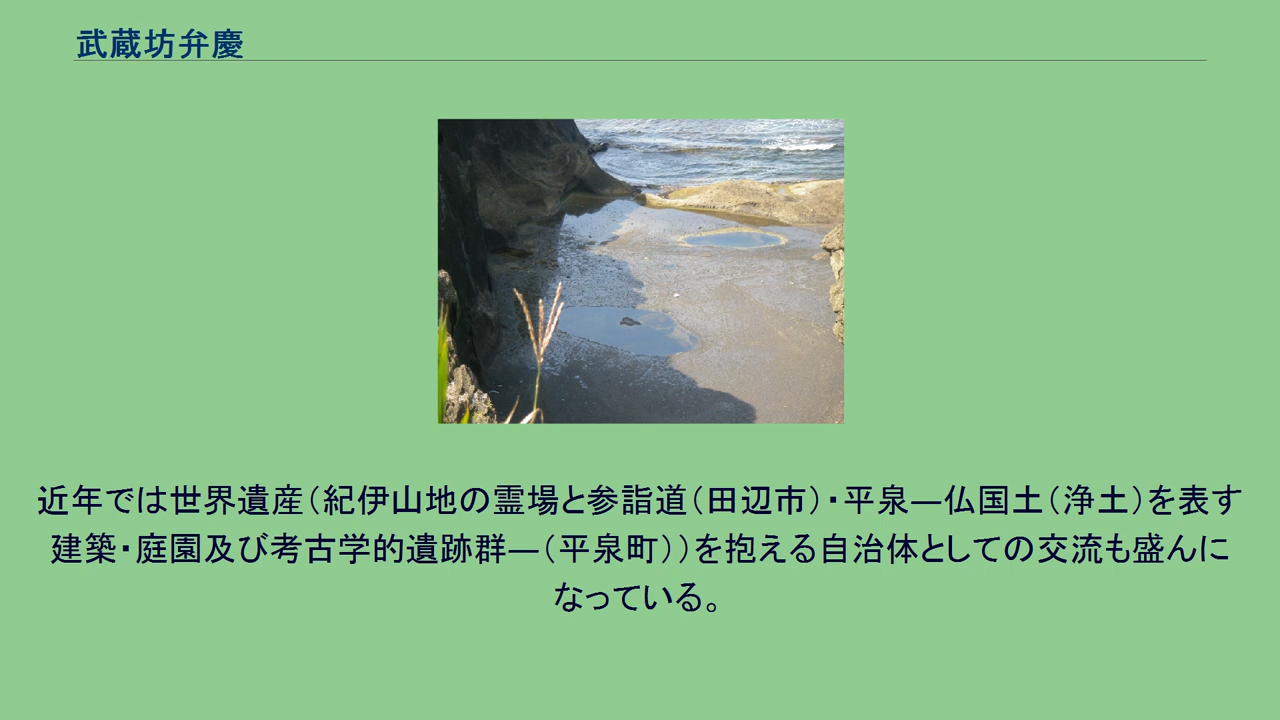 武蔵坊弁慶
近年では世界遺産（紀伊山地の霊場と参詣道（田辺市）・平泉―仏国土（浄土）を表す
建築・庭園及び考古学的遺跡群―（平泉町））を抱える自治体としての交流も盛んに
なっている。